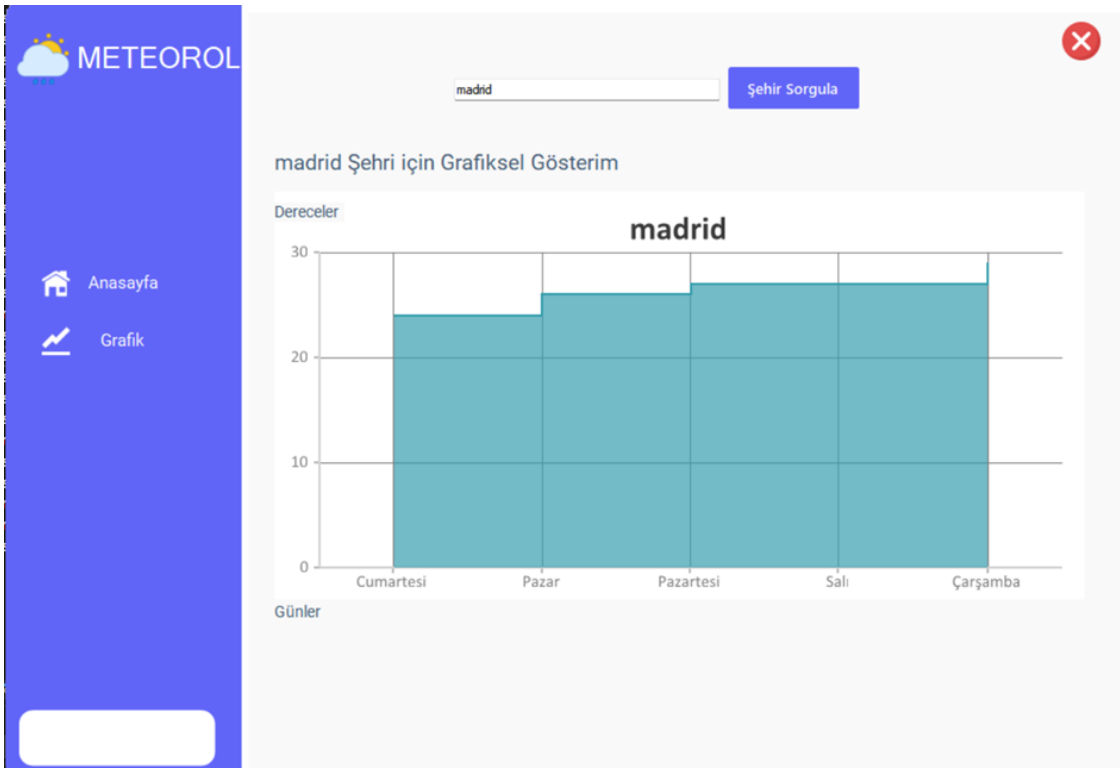 METEOROL
madrid
Şehir Sorgula
madrid Şehri için Grafiksel Gösterim
Anasayfa
Grafik
Dereceler
madrid
30
20
10
0
Cumartesi Pazar Pazartesi Salı Çarşamba
Günler